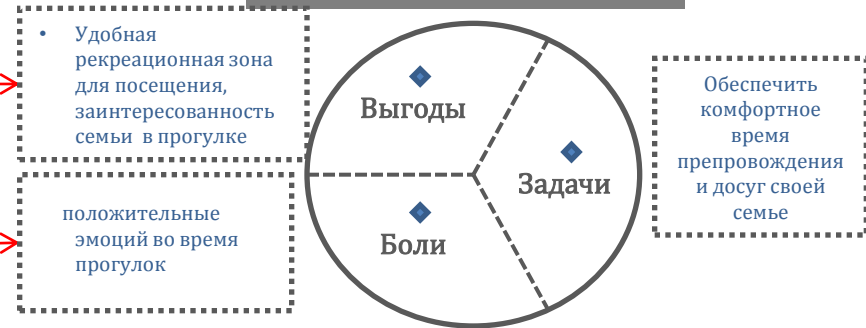 • Удобная
рекреационная зона
для посещения,
заинтересованность
семьи в прогулке
положительные
эмоций во время
прогулок
Выгоды
Боли
Задачи
Обеспечить
комфортное
время
препровождения
и досуг своей
семье